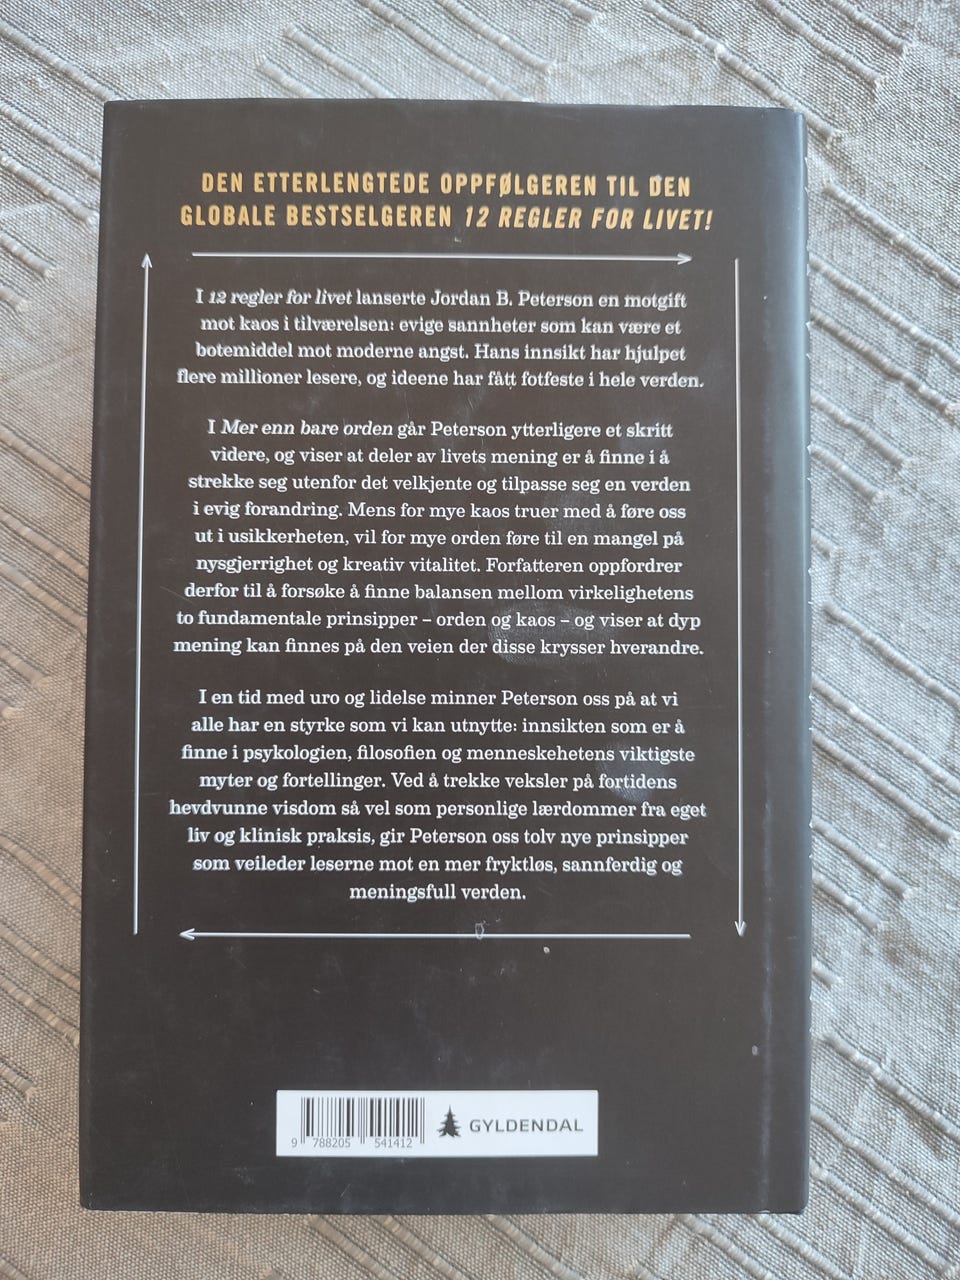 DEN ETTERLENGTEDE OPPFØLGEREN TIL DEN
GLOBALE BESTSELGEREN 12 REGLER FOR LIVET!
I 12 regler for livet lanserte Jordan B. Peterson en motgift
mot kaos i tilværelsen: evige sannheter som kan være et
botemiddel mot moderne angst. Hans innsikt har hjulpet
flere millioner lesere, og ideene har fått fotfeste i hele verden.
I Mer enn bare orden går Peterson ytterligere et skritt
videre, og viser at deler av livets mening er å finne i å
strekke seg utenfor det velkjente og tilpasse seg en verden
i evig forandring. Mens for mye kaos truer med å føre oss
ut i usikkerheten, vil for mye orden føre til en mangel på
nysgjerrighet og kreativ vitalitet. Forfatteren oppfordrer
derfor til å forsøke å finne balansen mellom virkelighetens
to fundamentale prinsipper – orden og kaos – og viser at dyp
mening kan finnes på den veien der disse krysser hverandre.
I en tid med uro og lidelse minner Peterson oss på at vi
alle har en styrke som vi kan utnytte: innsikten som er å
finne i psykologien, filosofien og menneskehetens viktigste
myter og fortellinger. Ved å trekke veksler på fortidens
hevdvunne visdom så vel som personlige lærdommer fra eget
liv og klinisk praksis, gir Peterson oss tolv nye prinsipper
som veileder leserne mot en mer fryktløs, sannferdig og
meningsfull verden.
9 788205 541412
GYLDENDAL